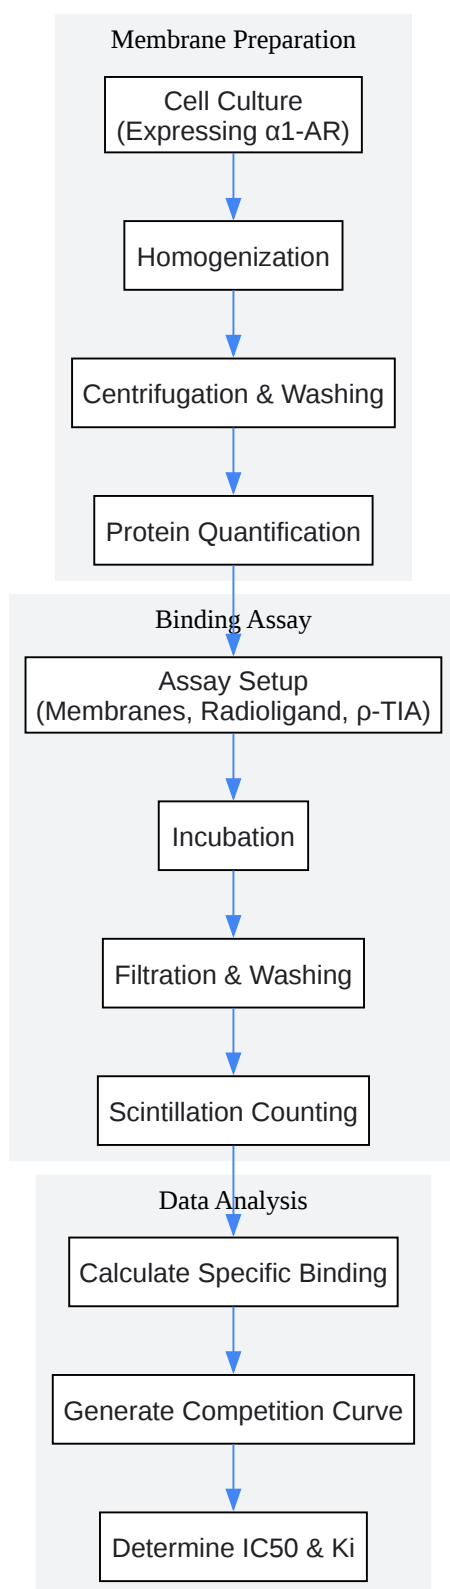 Membrane Preparation
Cell Culture
(Expressing α1-AR)
Homogenization
Centrifugation & Washing
Protein Quantification
Binding Assay
Assay Setup
(Membranes, Radioligand, ρ-TIA)
Incubation
Filtration & Washing
Scintillation Counting
Data Analysis
Calculate Specific Binding
Generate Competition Curve
Determine IC50 & Ki